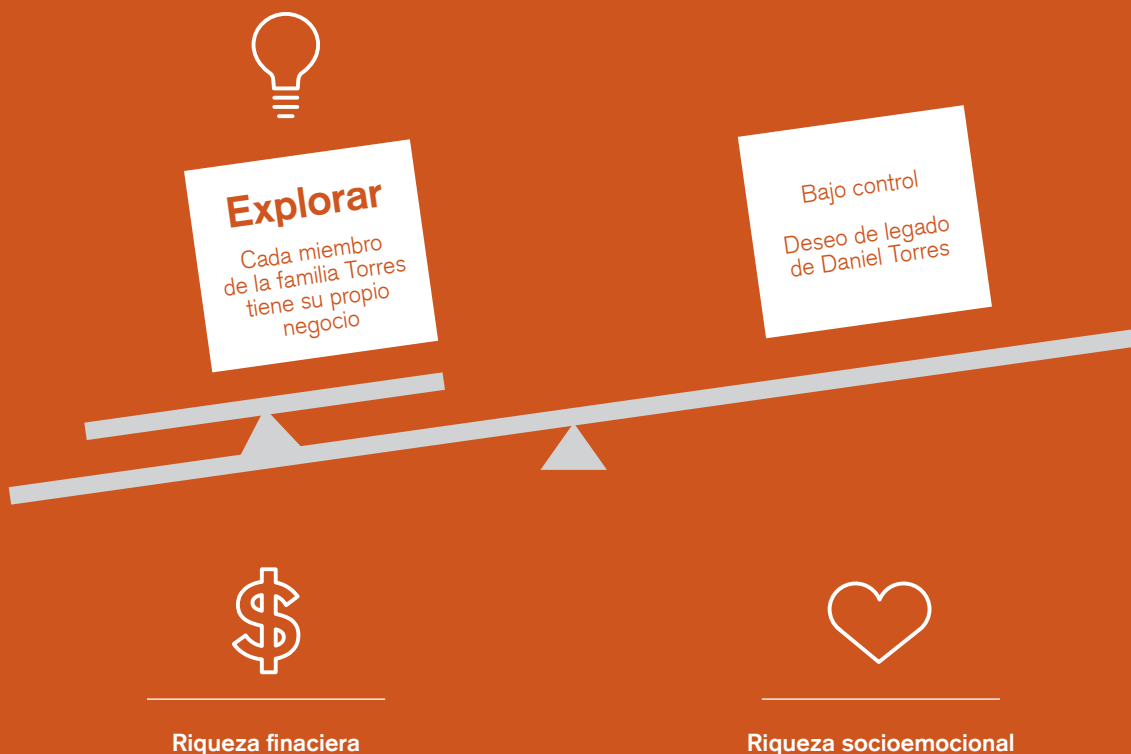 Explorar
Cada miembro
de la familia Torres
tiene su propio
negocio
Bajo control
Deseo de legado
de Daniel Torres
$
Riqueza finaciera
Riqueza socioemocional